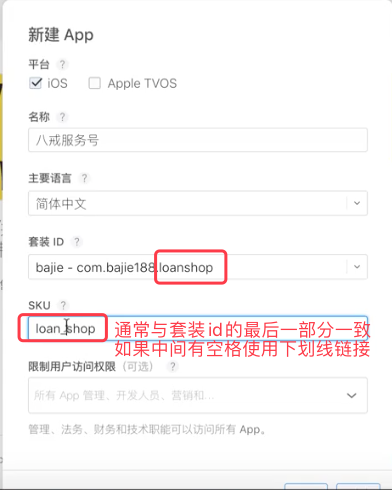 新建 App
平台 ?
iOS Apple TVOS
名称 ?
八戒服务号
主要语言 ?
简体中文
套装 ID ?
bajie - com.bajie188.loanshop
SKU ?
loan_shop
通常与套装id的最后一部分一致
如果中间有空格使用下划线链接
限制用户访问权限（可选） ?
所有 App 管理、开发人员、营销和...
管理、法务、财务和技术职能可以访问所有 App。